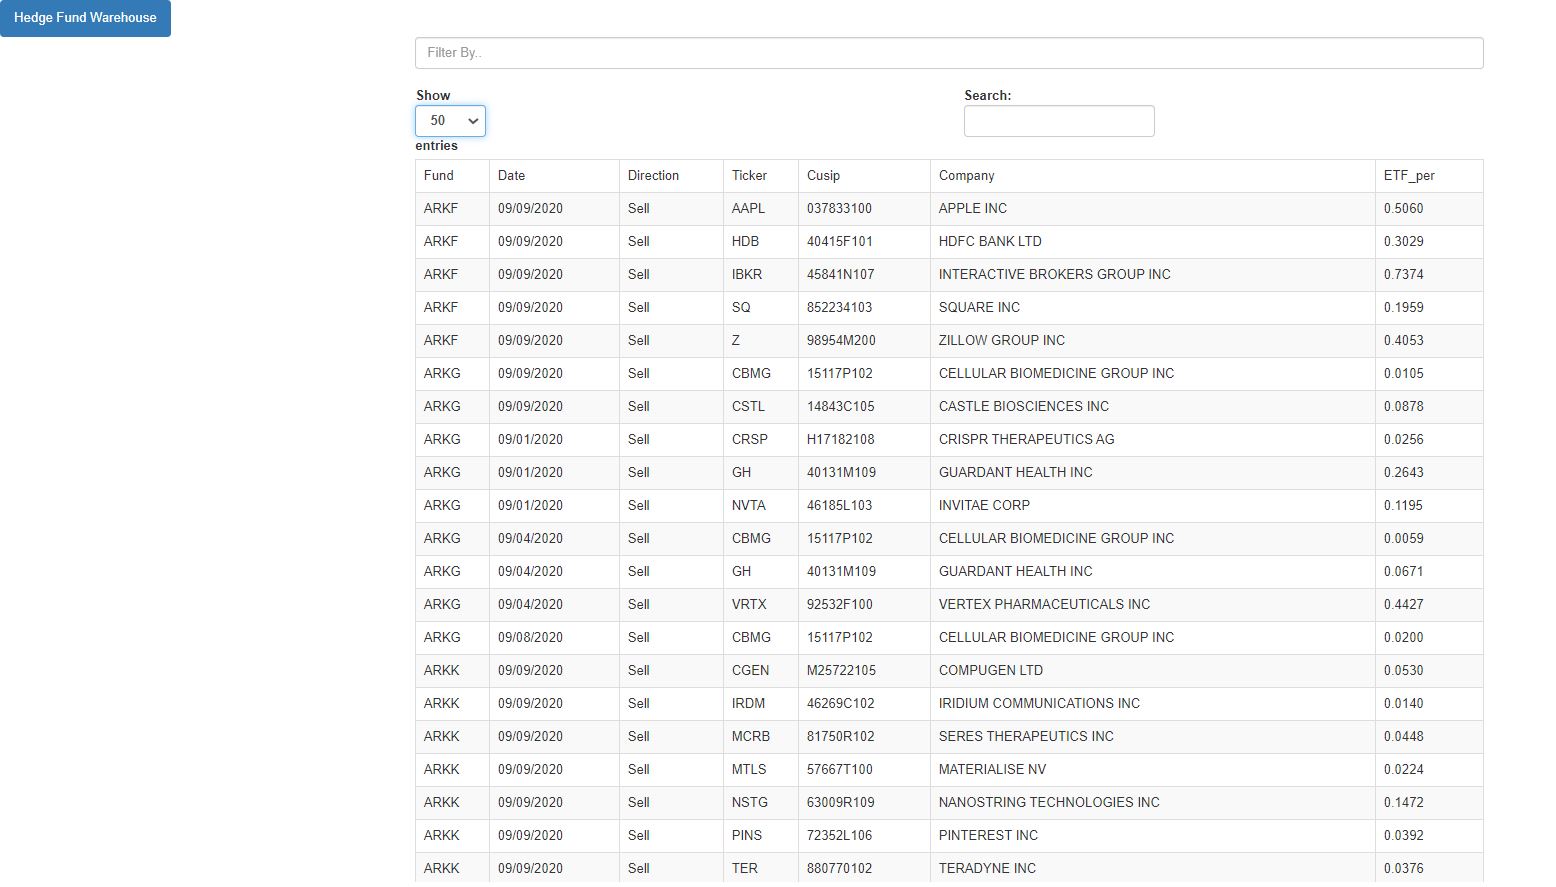 Hedge Fund Warehouse
Filter By..
Show
50
entries
Search:
Fund Date Direction Ticker Cusip Company ETF_per
ARKF 09/09/2020 Sell AAPL 037833100 APPLE INC 0.5060
ARKF 09/09/2020 Sell HDB 40415F101 HDFC BANK LTD 0.3029
ARKF 09/09/2020 Sell IBKR 45841N107 INTERACTIVE BROKERS GROUP INC 0.7374
ARKF 09/09/2020 Sell SQ 852234103 SQUARE INC 0.1959
ARKF 09/09/2020 Sell Z 98954M200 ZILLOW GROUP INC 0.4053
ARKG 09/09/2020 Sell CBMG 15117P102 CELLULAR BIOMEDICINE GROUP INC 0.0105
ARKG 09/09/2020 Sell CSTL 14843C105 CASTLE BIOSCIENCES INC 0.0878
ARKG 09/01/2020 Sell CRSP H17182108 CRISPR THERAPEUTICS AG 0.0256
ARKG 09/01/2020 Sell GH 40131M109 GUARDANT HEALTH INC 0.2643
ARKG 09/01/2020 Sell NVTA 46185L103 INVITAE CORP 0.1195
ARKG 09/04/2020 Sell CBMG 15117P102 CELLULAR BIOMEDICINE GROUP INC 0.0059
ARKG 09/04/2020 Sell GH 40131M109 GUARDANT HEALTH INC 0.0671
ARKG 09/04/2020 Sell VRTX 92532F100 VERTEX PHARMACEUTICALS INC 0.4427
ARKG 09/08/2020 Sell CBMG 15117P102 CELLULAR BIOMEDICINE GROUP INC 0.0200
ARKK 09/09/2020 Sell CGEN M25722105 COMPUGEN LTD 0.0530
ARKK 09/09/2020 Sell IRDM 46269C102 IRIDIUM COMMUNICATIONS INC 0.0140
ARKK 09/09/2020 Sell MCRB 81750R102 SERES THERAPEUTICS INC 0.0448
ARKK 09/09/2020 Sell MTLS 57667T100 MATERIALISE NV 0.0224
ARKK 09/09/2020 Sell NSTG 63009R109 NANOSTRING TECHNOLOGIES INC 0.1472
ARKK 09/09/2020 Sell PINS 72352L106 PINTEREST INC 0.0392
ARKK 09/09/2020 Sell TER 880770102 TERADYNE INC 0.0376